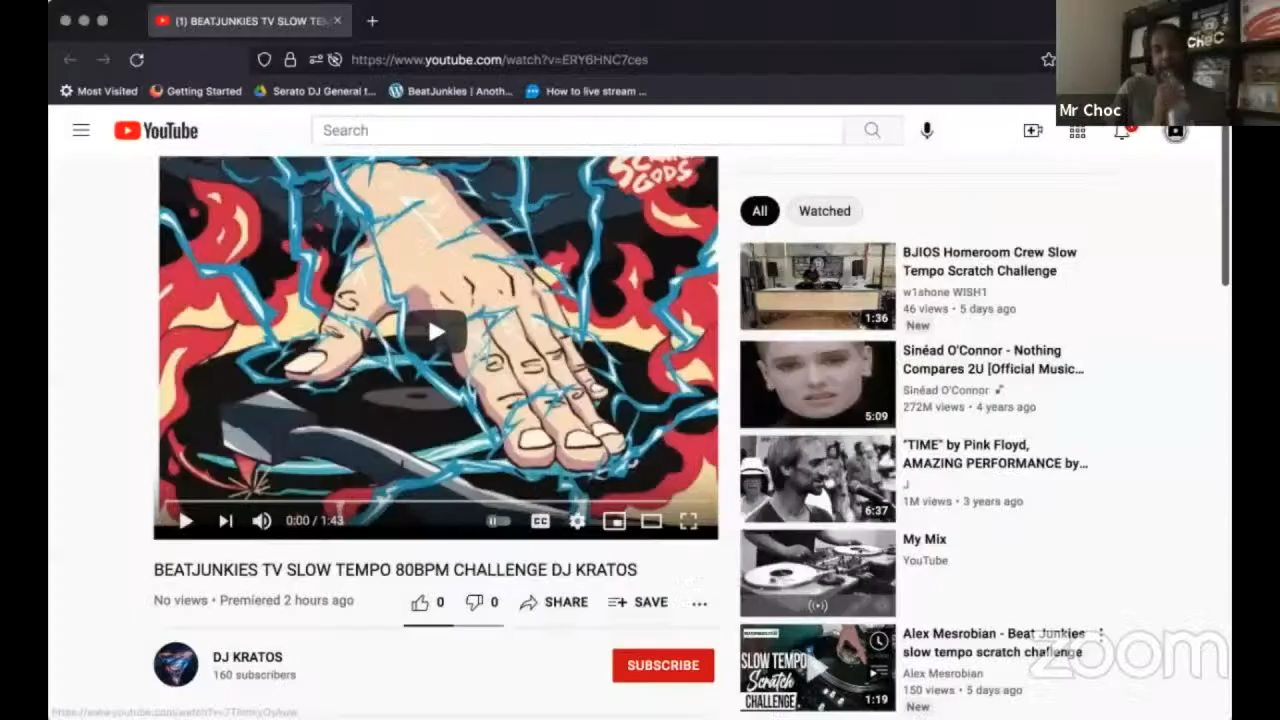 (1) BEATJUNKIES TV SLOW TE
https://www.youtube.com/watch?v=ERY6HNC7ces
Most Visited
Getting Started
Serato DJ General t...
BeatJunkies | Anoth...
How to live stream ...
CHOC
Mr Choc
YouTube
Search
SCRATCH
GODS
0:00 / 1:43
CC
BEATJUNKIES TV SLOW TEMPO 80BPM CHALLENGE DJ KRATOS
No views • Premiered 2 hours ago
0
0
SHARE
SAVE
DJ KRATOS
160 subscribers
SUBSCRIBE
All
Watched
1:36
BJIOS Homeroom Crew Slow
Tempo Scratch Challenge
w1shone WISH1
46 views • 5 days ago
New
5:09
Sinéad O'Connor - Nothing
Compares 2U [Official Music...
Sinéad O'Connor
272M views • 4 years ago
6:37
"TIME" by Pink Floyd,
AMAZING PERFORMANCE by...
J
1M views • 3 years ago
My Mix
YouTube
SLOW TEMPO
Scratch
CHALLENGE
1:19
Alex Mesrobian - Beat Junkies
slow tempo scratch challenge
Alex Mesrobian
150 views • 5 days ago
New
zoom